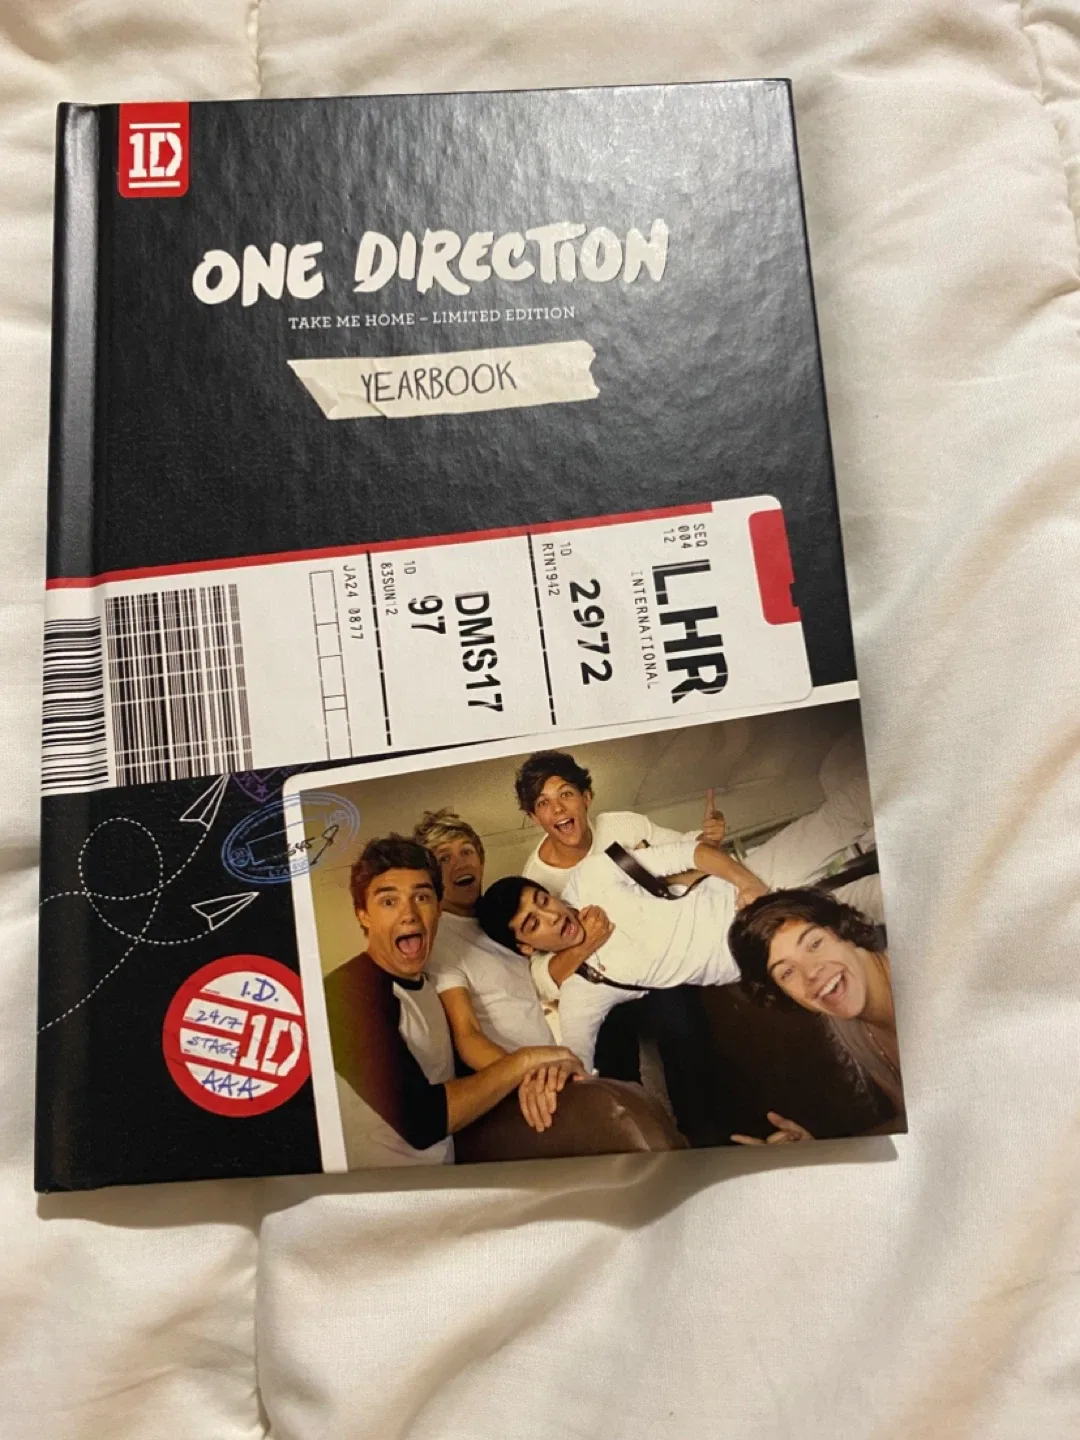 1D
ONE DIRECTION
TAKE ME HOME – LIMITED EDITION
YEARBOOK
SEQ
004
12
LHR
INTERNATIONAL
1D
2972
RTN1942
DMS17
1D
97
83SUN12
JA24 0877
I.D.
24/7
STAGE
1D
AAA